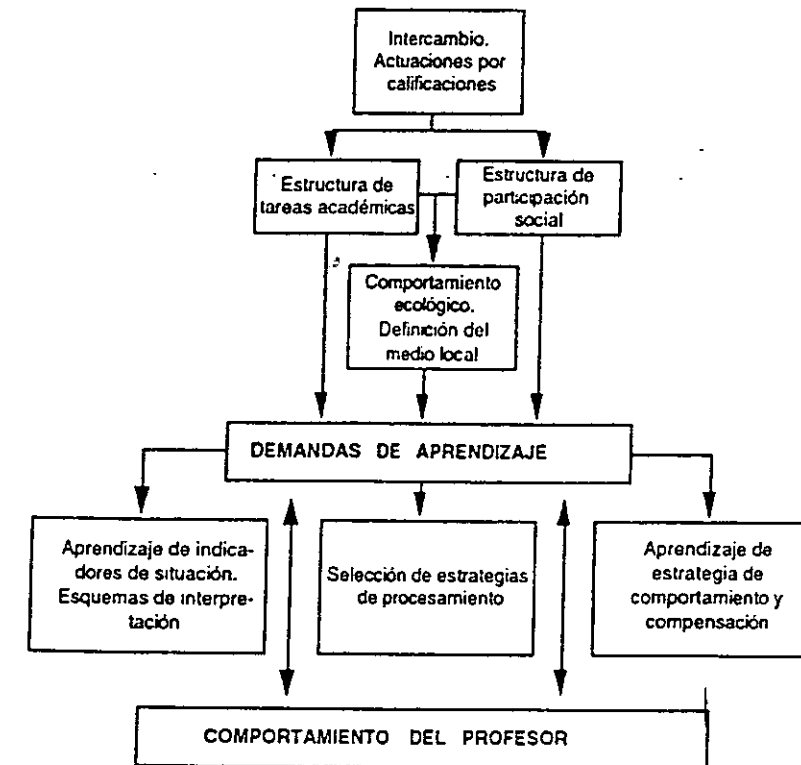 Intercambio.
Actuaciones por
calificaciones
Estructura de
tareas académicas
Estructura de
participación
social
Comportamiento
ecológico.
Definición del
medio local
DEMANDAS DE APRENDIZAJE
Aprendizaje de indica-
dores de situación.
Esquemas de interpre-
tación
Selección de estrategias
de procesamiento
Aprendizaje de
estrategia de
comportamiento y
compensación
COMPORTAMIENTO DEL PROFESOR